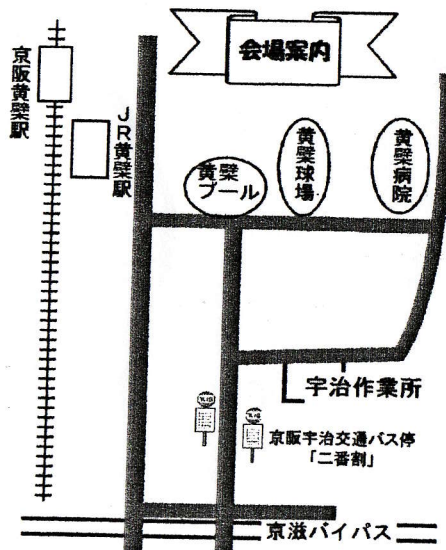 会場案内
京阪黄檗駅
JR黄檗駅
黄檗
プール
黄檗球場
黄檗病院
宇治作業所
京阪宇治交通バス停
「二番割」
京滋バイパス